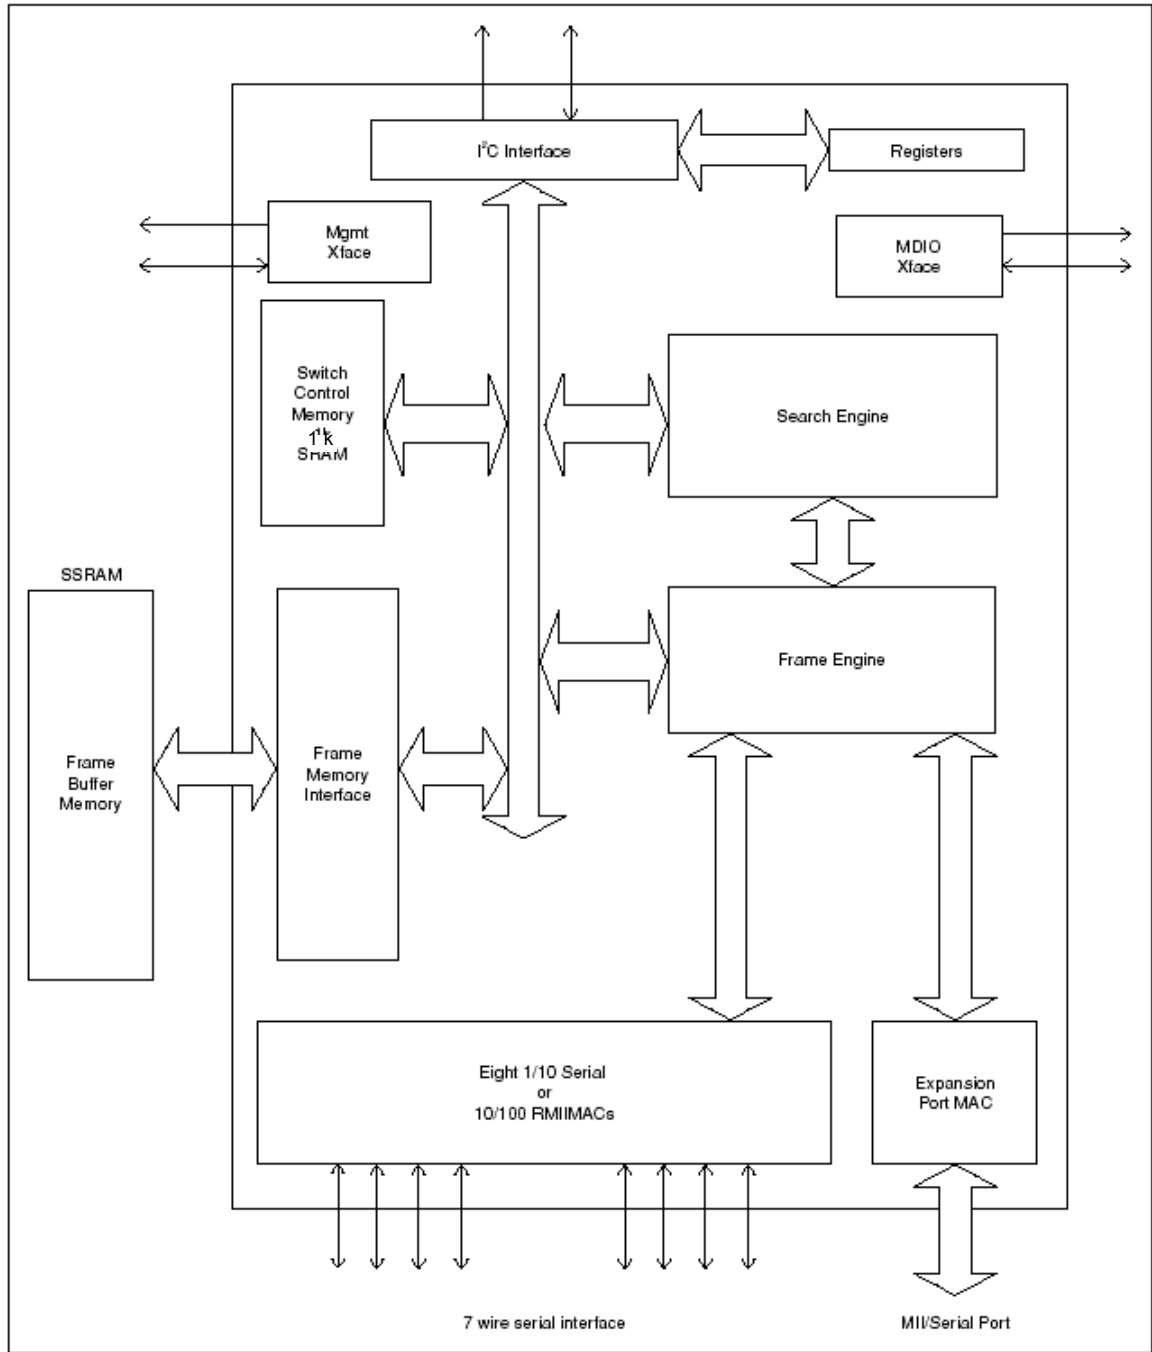 I²C Interface
Registers
Mgmt
Xface
MDIO
Xface
Switch
Control
Memory
1 k
SRAM
Search Engine
SSRAM
Frame
Buffer
Memory
Frame
Memory
Interface
Frame Engine
Eight 1/10 Serial
or
10/100 RMIIMACs
Expansion
Port MAC
7 wire serial interface
MII/Serial Port